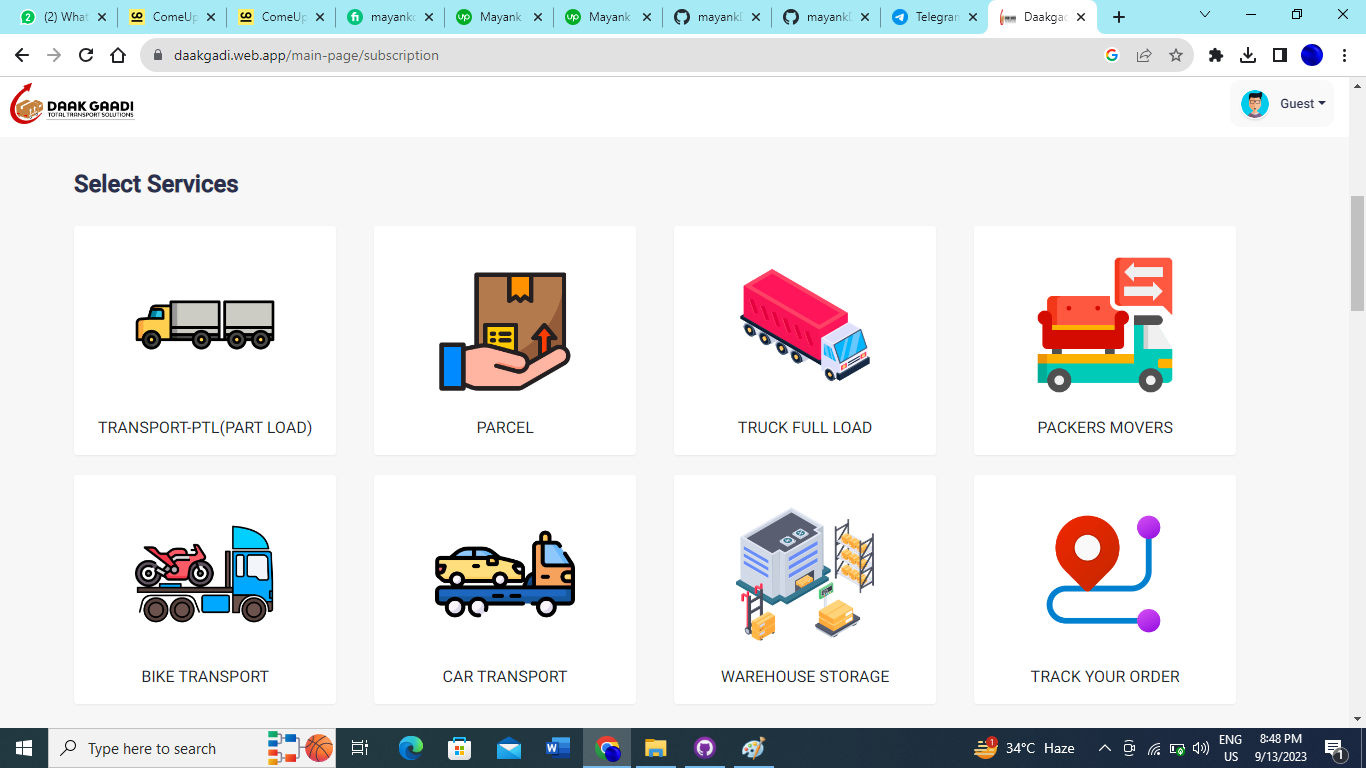 (2) What
ComeUp
ComeUp
mayank
Mayank
Mayank
mayank
mayank
Telegram
Daakgad
daakgadi.web.app/main-page/subscription
DAAK GAADI
TOTAL TRANSPORT SOLUTIONS
Guest
Select Services
TRANSPORT-PTL(PART LOAD)
PARCEL
TRUCK FULL LOAD
PACKERS MOVERS
BIKE TRANSPORT
CAR TRANSPORT
WAREHOUSE STORAGE
TRACK YOUR ORDER
Type here to search
1
34°C Haze
ENG
US
8:48 PM
9/13/2023
1